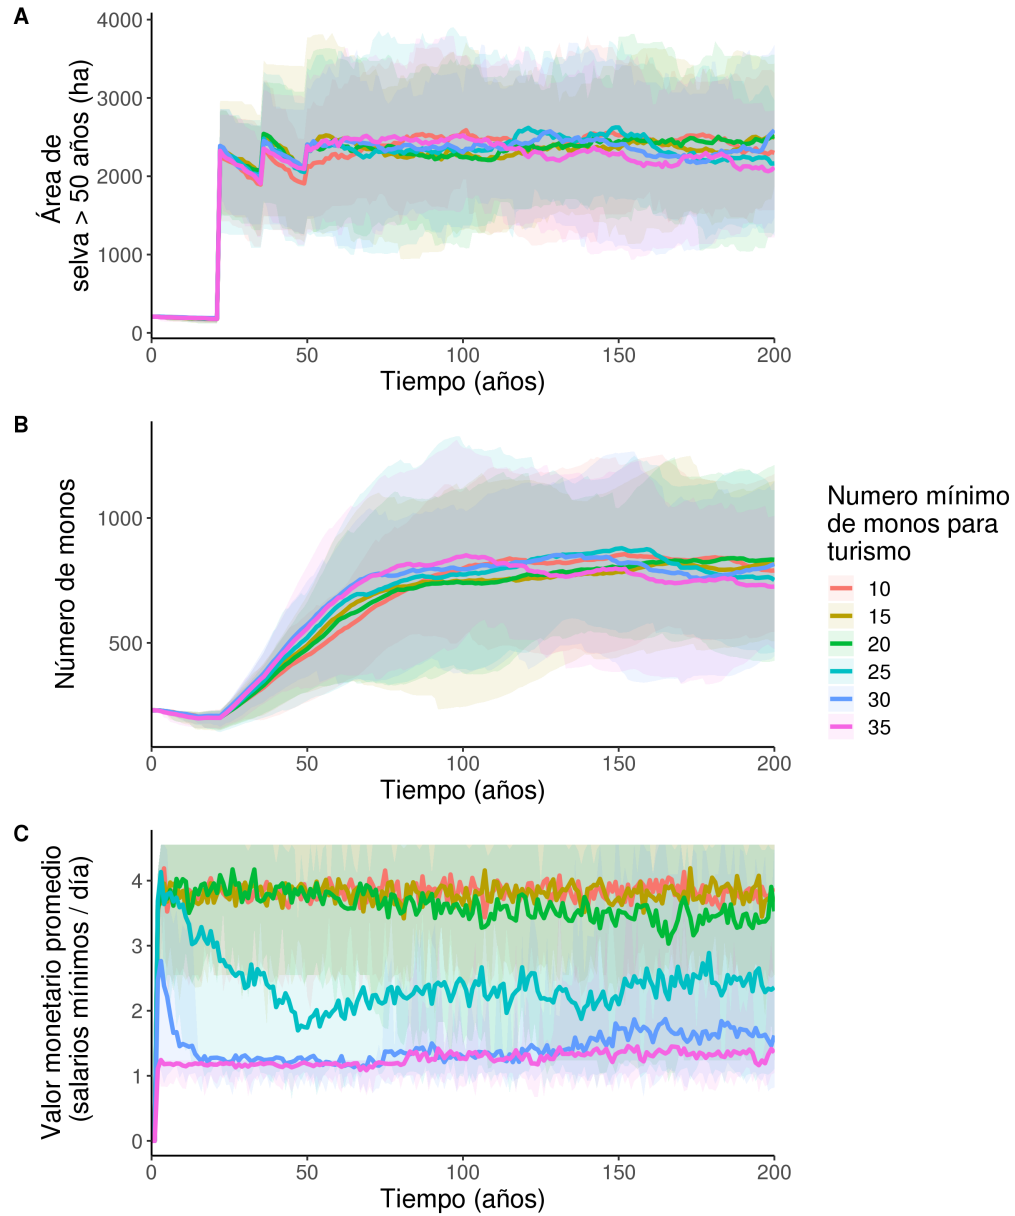 A
Área de
selva > 50 años (ha)
4000
3000
2000
1000
0
0 50 100 150 200
Tiempo (años)
B
Número de monos
1000
500
0 50 100 150 200
Tiempo (años)
Numero mínimo
de monos para
turismo
10
15
20
25
30
35
C
Valor monetario promedio
(salarios mínimos / día)
4
3
2
1
0
0 50 100 150 200
Tiempo (años)